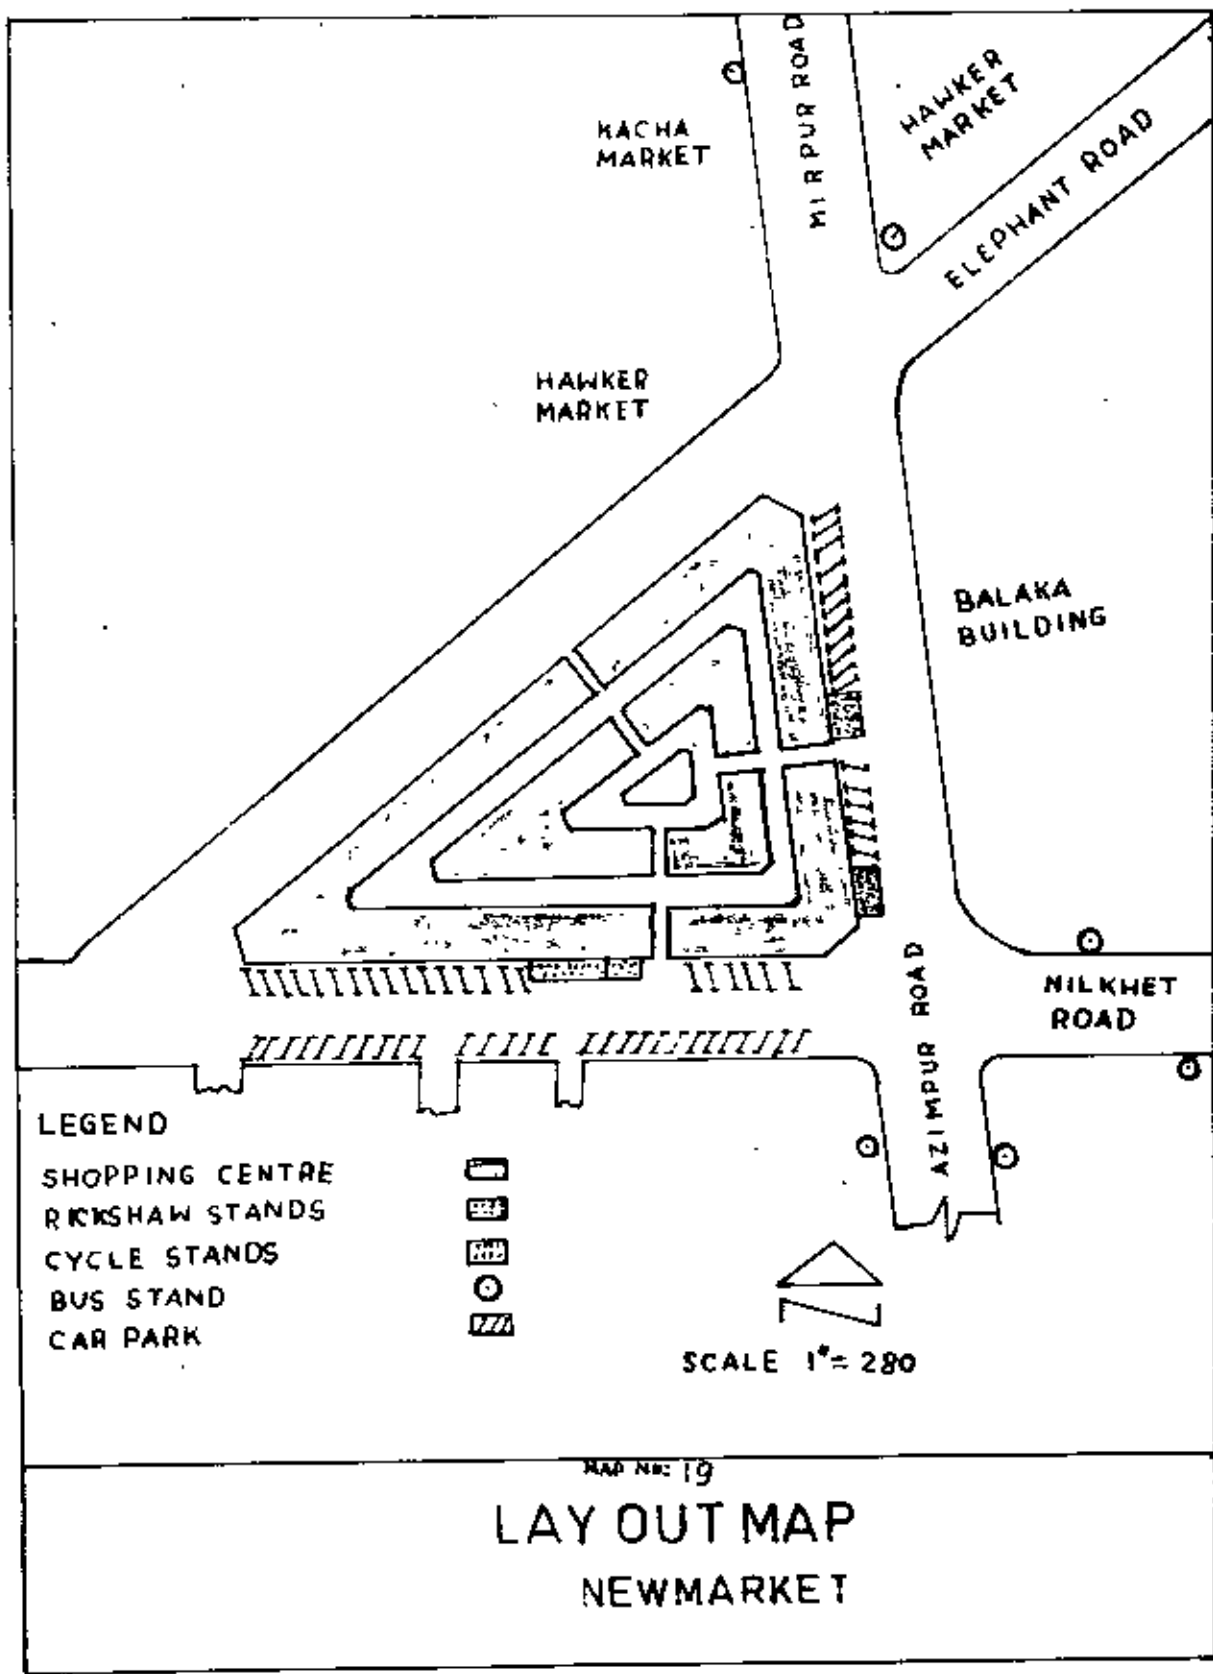 MIRPUR ROAD
HAWKER
MARKET
KACHA
MARKET
ELEPHANT ROAD
HAWKER
MARKET
BALAKA
BUILDING
AZIMPUR ROAD
NILKHET
ROAD
LEGEND
SHOPPING CENTRE
RICKSHAW STANDS
CYCLE STANDS
BUS STAND
CAR PARK
N
SCALE 1"= 280
MAP No: 19
LAY OUT MAP
NEWMARKET